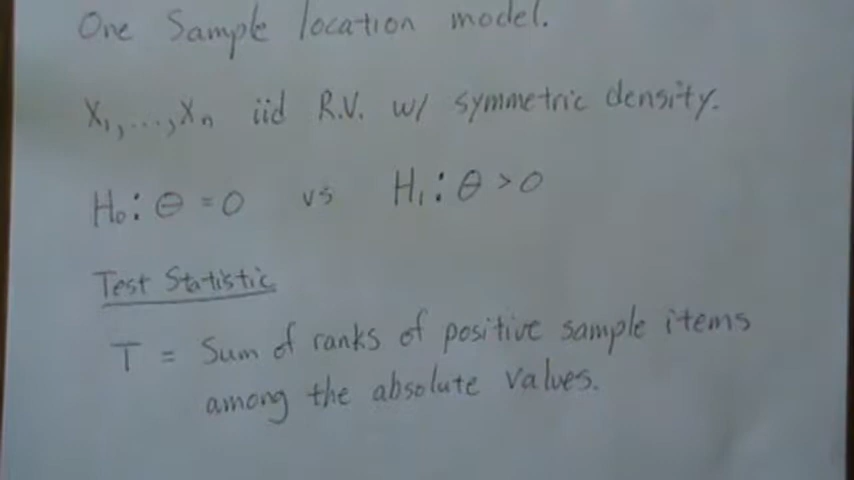 One Sample location model.
X₁,...,Xₙ iid R.V. w/ symmetric density.
H₀: θ = 0 vs H₁: θ > 0
Test Statistic
T = Sum of ranks of positive sample items
among the absolute values.